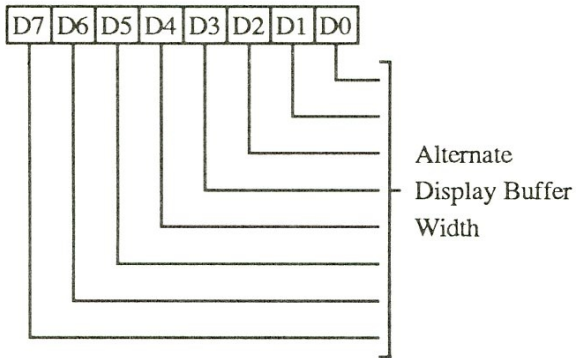 D7 D6 D5 D4 D3 D2 D1 D0
Alternate
Display Buffer
Width